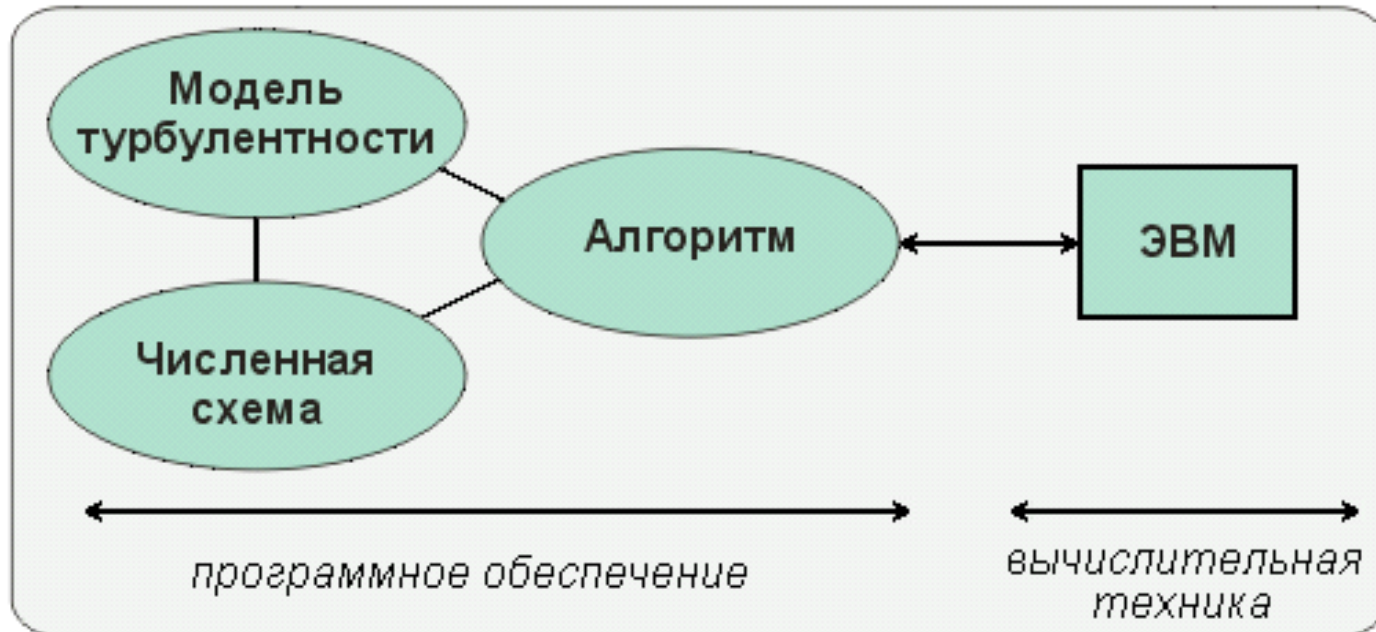 Модель
турбулентности
Алгоритм
ЭВМ
Численная
схема
программное обеспечение
вычислительная
техника